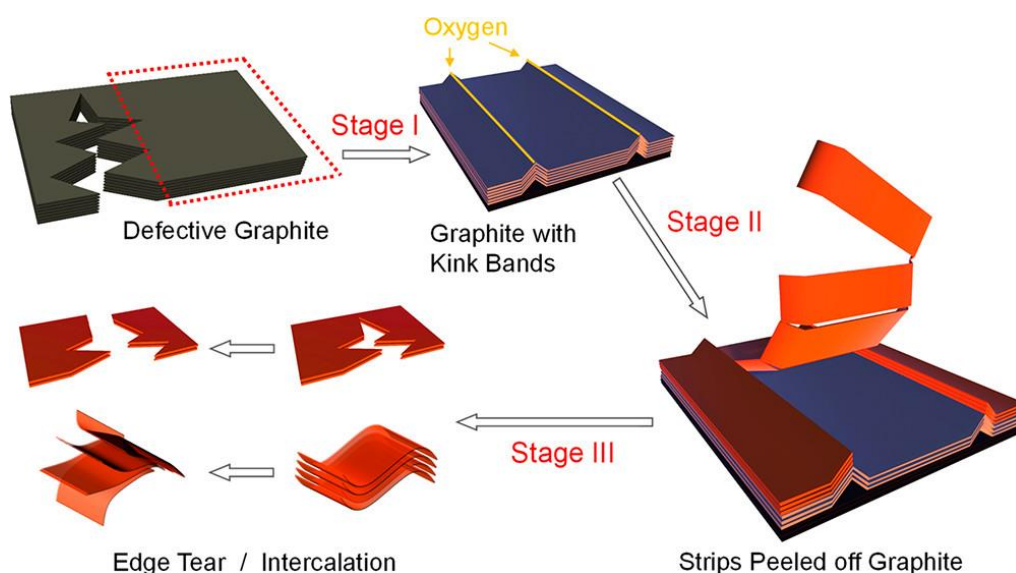 Oxygen
Stage I
Defective Graphite
Graphite with
Kink Bands
Stage II
Stage III
Edge Tear / Intercalation
Strips Peeled off Graphite